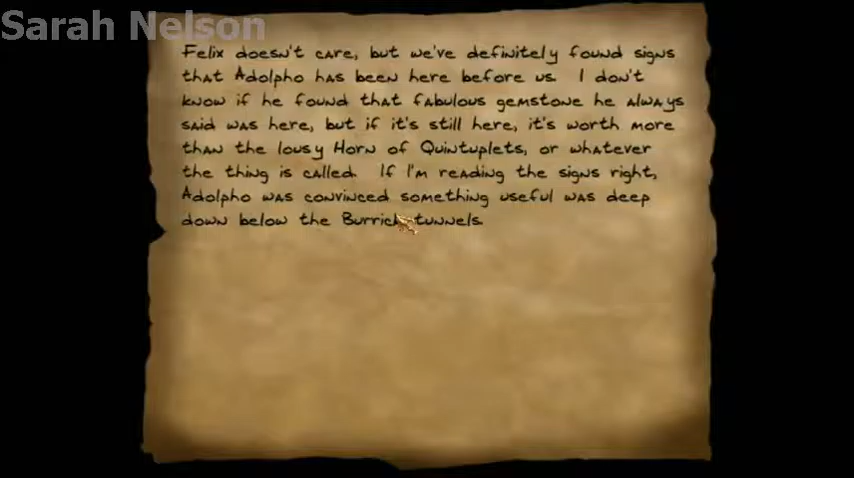 Sarah Nelson
Felix doesn't care, but we've definitely found signs
that Adolpho has been here before us. I don't
know if he found that fabulous gemstone he always
said was here, but if it's still here, it's worth more
than the lousy Horn of Quintuplets, or whatever
the thing is called. If I'm reading the signs right,
Adolpho was convinced something useful was deep
down below the Burrick tunnels.